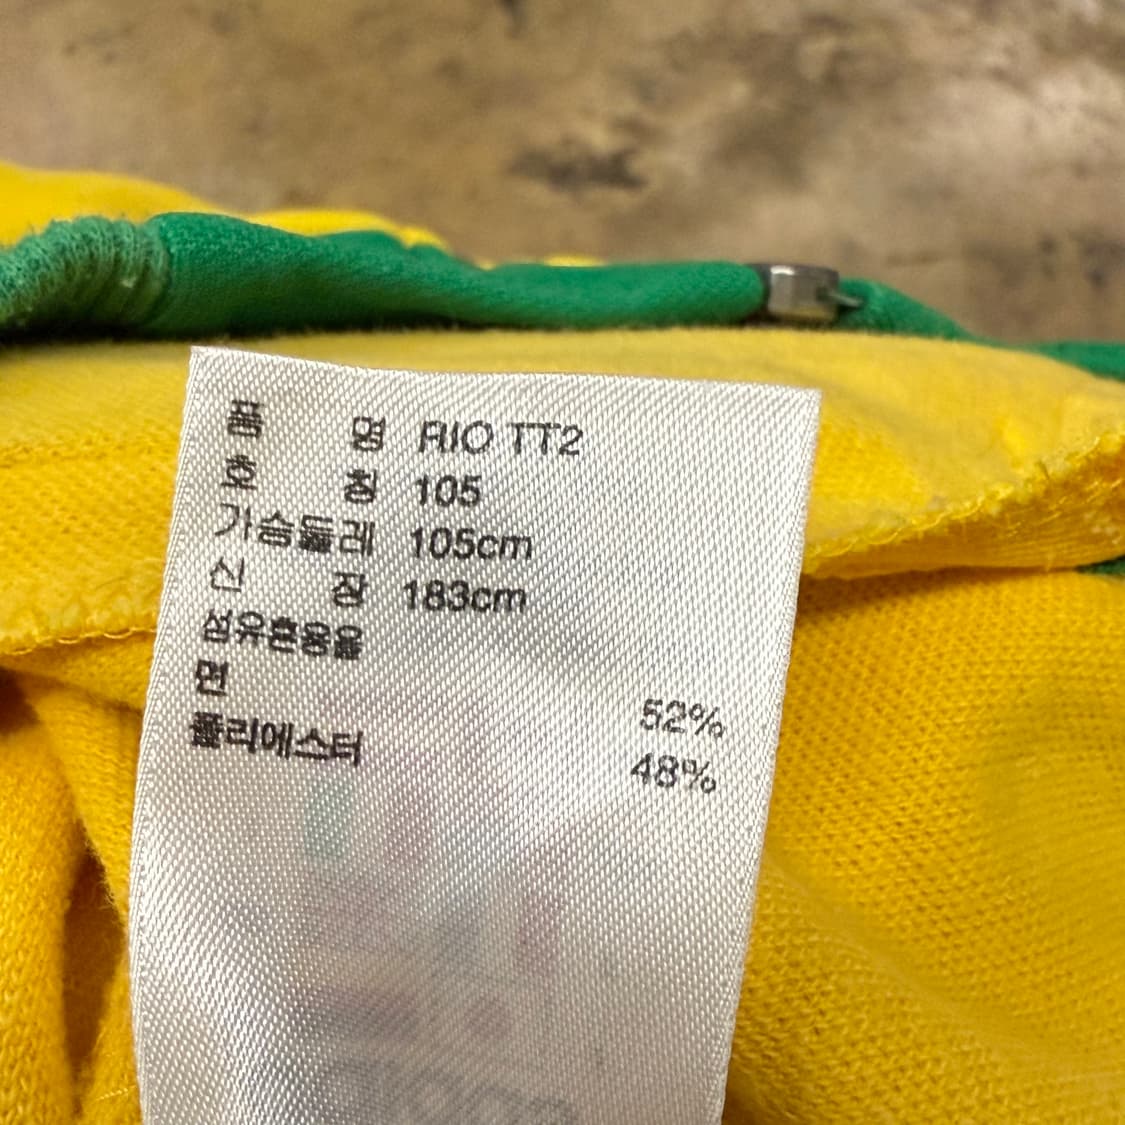 품 명 RIO TT2
호 칭 105
가슴둘레 105cm
신 장 183cm
섬유혼용율
면 52%
폴리에스터 48%